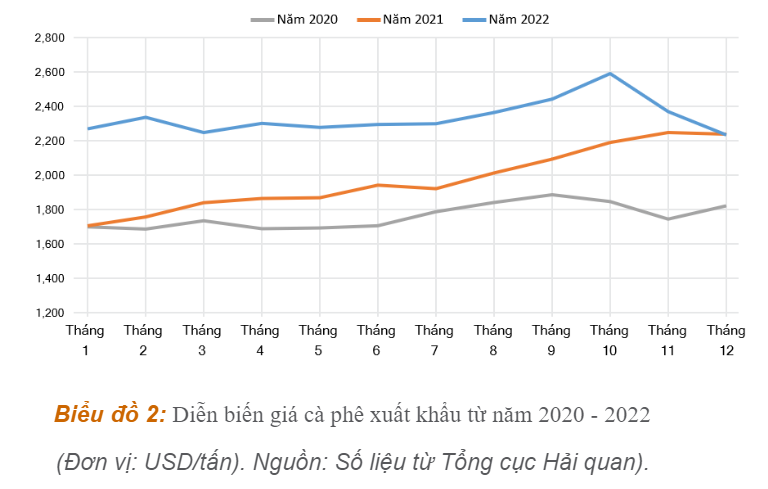 Năm 2020 Năm 2021 Năm 2022
2,800
2,600
2,400
2,200
2,000
1,800
1,600
1,400
1,200
Tháng Tháng Tháng Tháng Tháng Tháng Tháng Tháng Tháng Tháng Tháng Tháng
1 2 3 4 5 6 7 8 9 10 11 12
Biểu đồ 2: Diễn biến giá cà phê xuất khẩu từ năm 2020 - 2022
(Đơn vị: USD/tấn). Nguồn: Số liệu từ Tổng cục Hải quan).